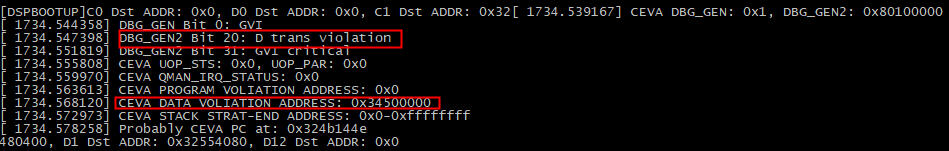 [DSPBOOTUP]C0 Dst ADDR: 0x0, D0 Dst ADDR: 0x0, C1 Dst ADDR: 0x32[ 1734.539167] CEVA DBG_GEN: 0x1, DBG_GEN2: 0x80100000
[ 1734.544358] DBG_GEN Bit 0: GVI
[ 1734.547398] DBG_GEN2 Bit 20: D trans violation
[ 1734.551819] DBG_GEN2 Bit 31: GVI critical
[ 1734.555808] CEVA UOP_STS: 0x0, UOP_PAR: 0x0
[ 1734.559970] CEVA QMAN_IRQ_STATUS: 0x0
[ 1734.563613] CEVA PROGRAM VOLIATION ADDRESS: 0x0
[ 1734.568120] CEVA DATA VOLIATION ADDRESS: 0x34500000
[ 1734.572973] CEVA STACK STRAT-END ADDRESS: 0x0-0xffffffff
[ 1734.578258] Probably CEVA PC at: 0x324b144e
480400, D1 Dst ADDR: 0x32554080, D12 Dst ADDR: 0x0